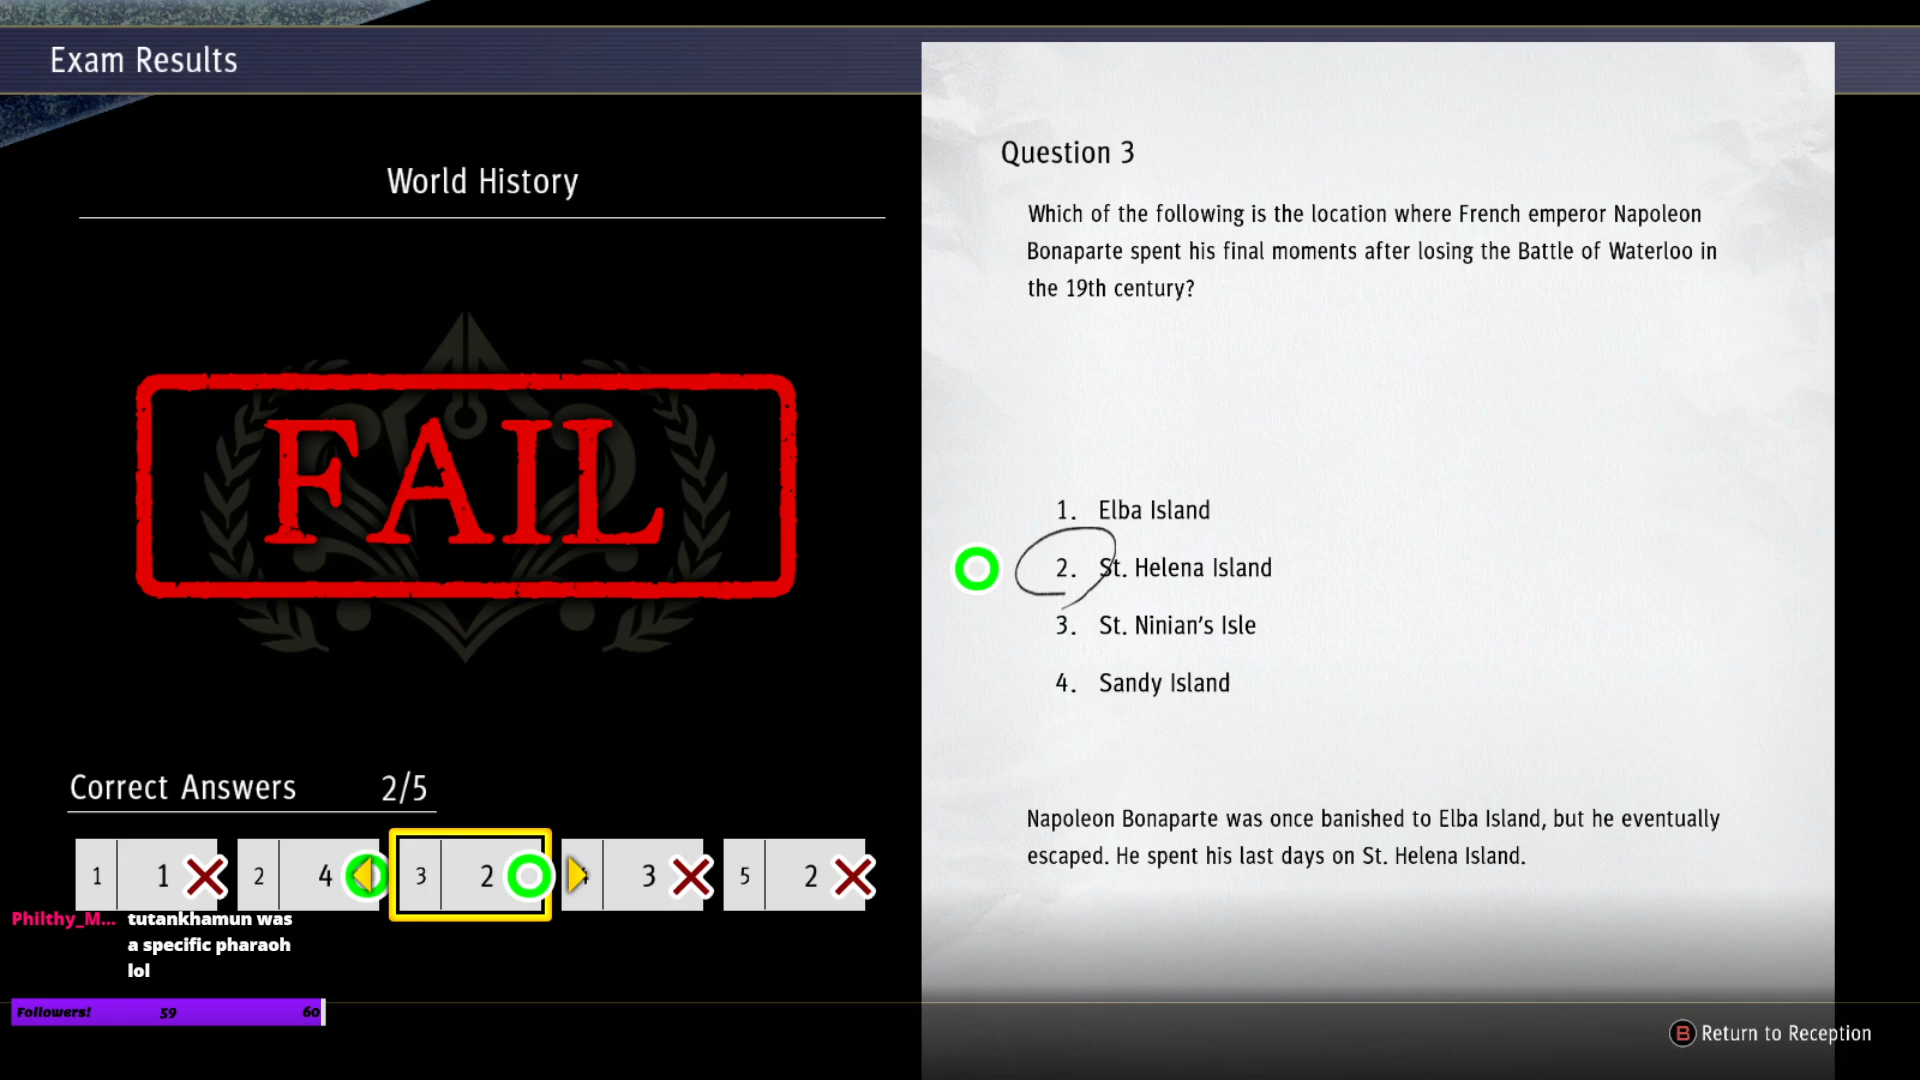 Exam Results
World History
FAIL
Correct Answers 2/5
1 1 2 4 3 2 3 5 2
Philthy_M... tutankhamun was
a specific pharaoh
lol
Followers! 59 60
Question 3
Which of the following is the location where French emperor Napoleon
Bonaparte spent his final moments after losing the Battle of Waterloo in
the 19th century?
1. Elba Island
2. St. Helena Island
3. St. Ninian's Isle
4. Sandy Island
Napoleon Bonaparte was once banished to Elba Island, but he eventually
escaped. He spent his last days on St. Helena Island.
B Return to Reception